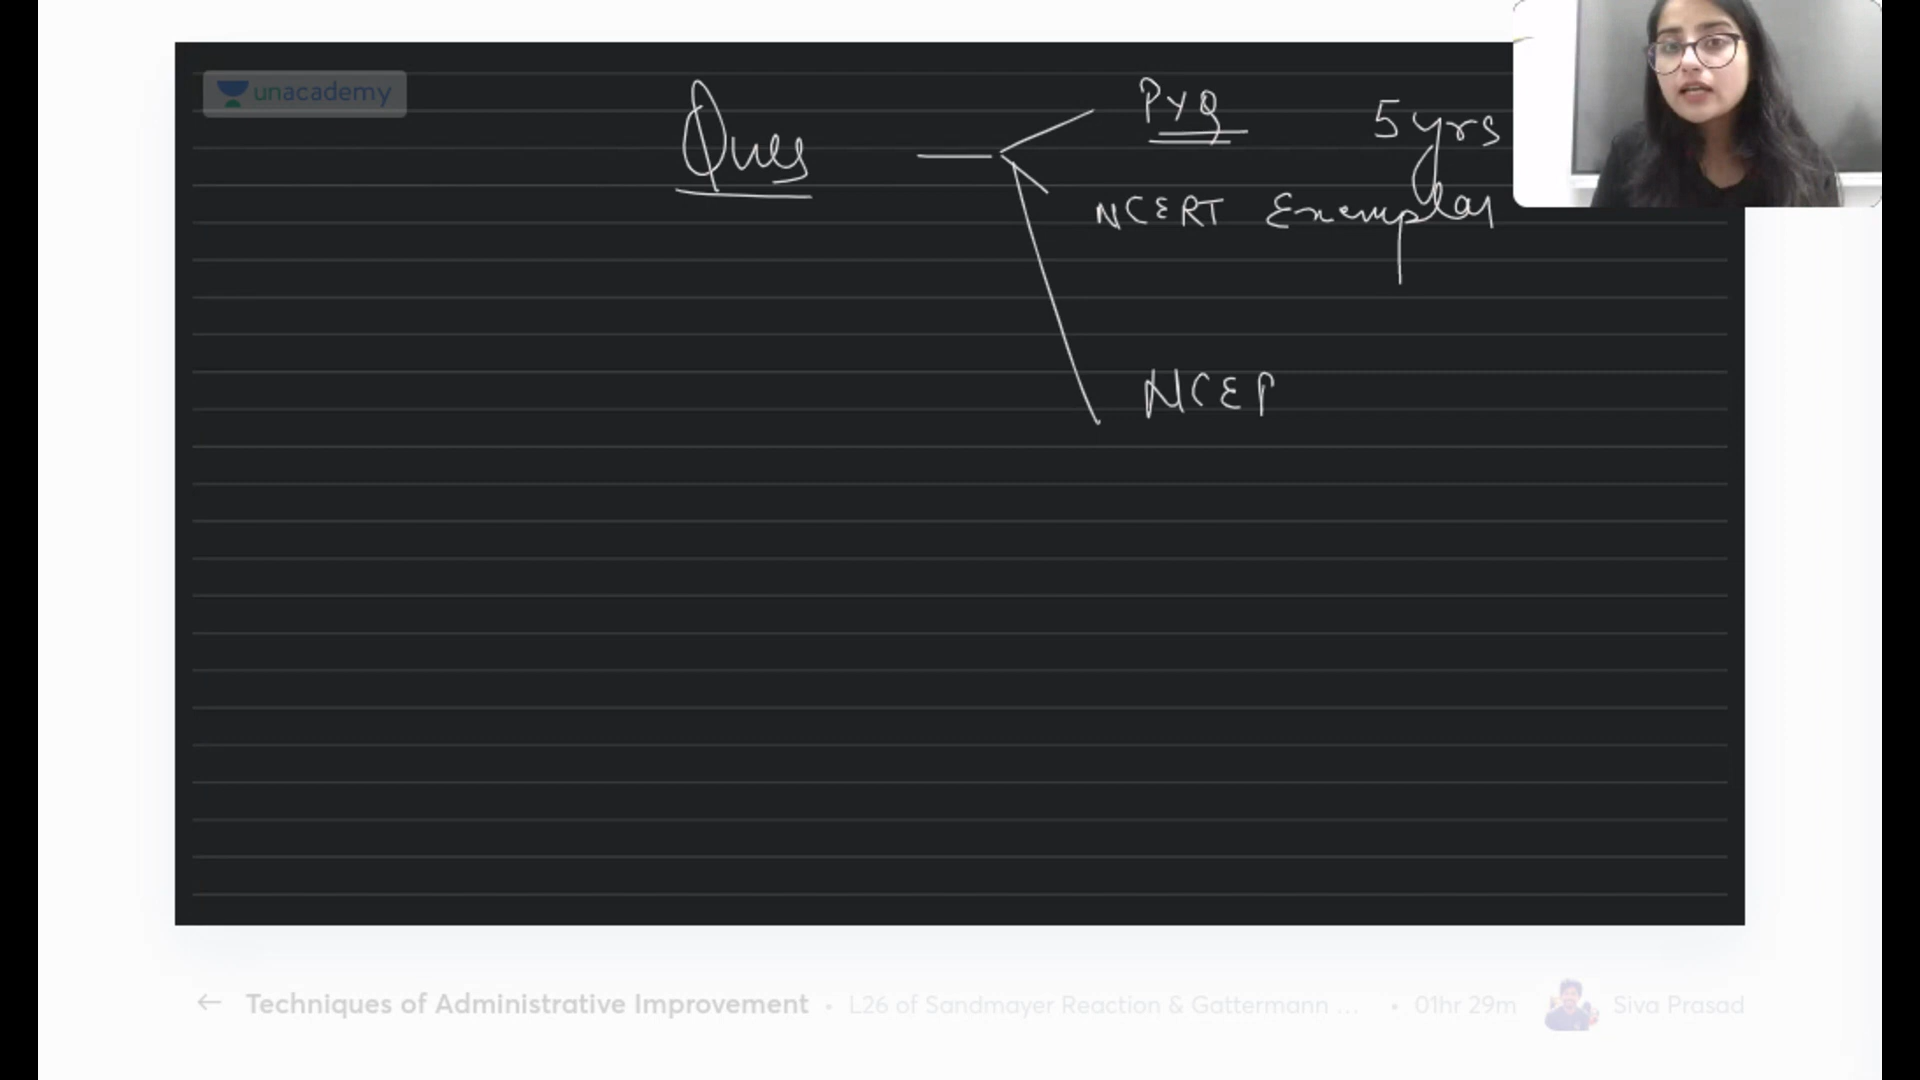 unacademy
Ques
PYQ 5 yrs
NCERT Exemplar
NCEP
← Techniques of Administrative Improvement • L26 of Sandmayer Reaction & Gattermann ... • 01hr 29m Siva Prasad